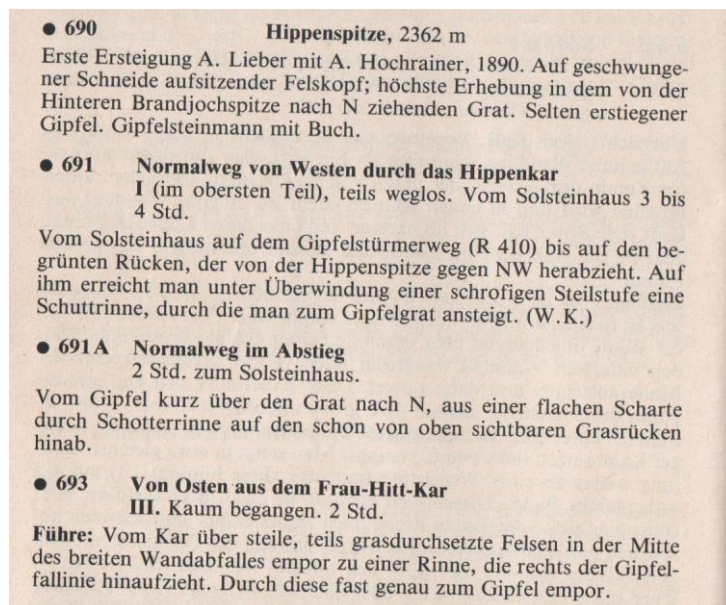 ● 690 Hippenspitze, 2362 m
Erste Ersteigung A. Lieber mit A. Hochrainer, 1890. Auf geschwunge-
ner Schneide aufsitzender Felskopf; höchste Erhebung in dem von der
Hinteren Brandjochspitze nach N ziehenden Grat. Selten erstiegener
Gipfel. Gipfelsteinmann mit Buch.
● 691 Normalweg von Westen durch das Hippenkar
I (im obersten Teil), teils weglos. Vom Solsteinhaus 3 bis
4 Std.
Vom Solsteinhaus auf dem Gipfelstürmerweg (R 410) bis auf den be-
grünten Rücken, der von der Hippenspitze gegen NW herabzieht. Auf
ihm erreicht man unter Überwindung einer schrofigen Steilstufe eine
Schuttrinne, durch die man zum Gipfelgrat ansteigt. (W.K.)
● 691 A Normalweg im Abstieg
2 Std. zum Solsteinhaus.
Vom Gipfel kurz über den Grat nach N, aus einer flachen Scharte
durch Schotterrinne auf den schon von oben sichtbaren Grasrücken
hinab.
● 693 Von Osten aus dem Frau-Hitt-Kar
III. Kaum begangen. 2 Std.
Führe: Vom Kar über steile, teils grasdurchsetzte Felsen in der Mitte
des breiten Wandabfalles empor zu einer Rinne, die rechts der Gipfel-
fallinie hinaufzieht. Durch diese fast genau zum Gipfel empor.